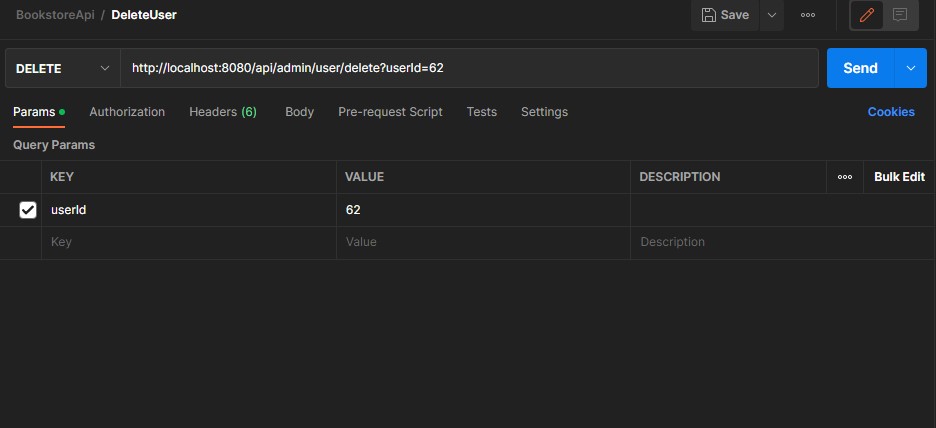 BookstoreApi / DeleteUser
Save
DELETE
http://localhost:8080/api/admin/user/delete?userId=62
Send
Params Authorization Headers (6) Body Pre-request Script Tests Settings Cookies
Query Params
KEY VALUE DESCRIPTION Bulk Edit
userId 62
Key Value Description